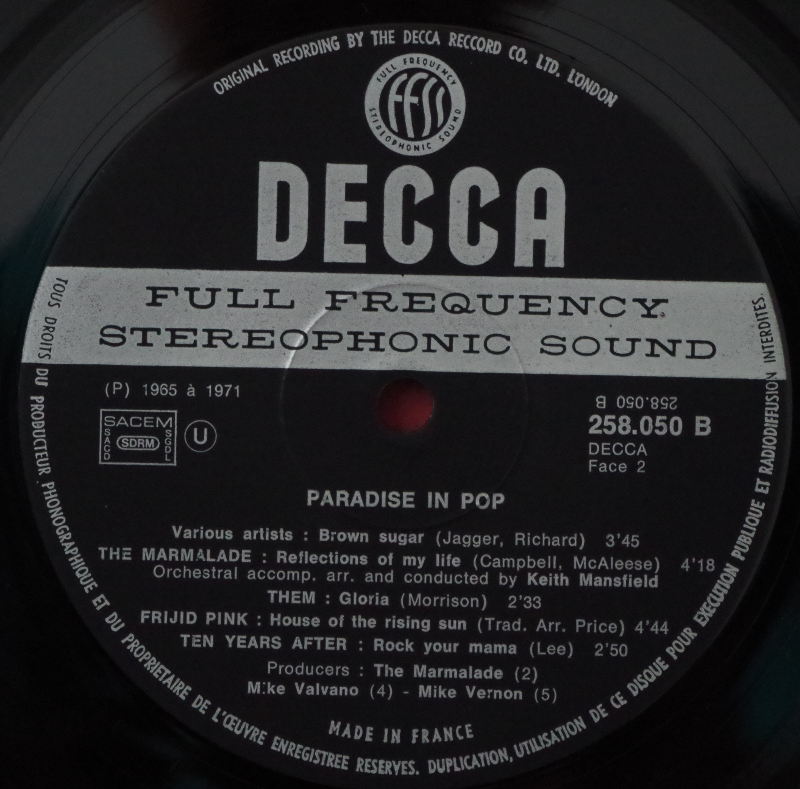 ORIGINAL RECORDING BY THE DECCA RECCORD CO. LTD. LONDON
FULL FREQUENCY
FFSS
STEREOPHONIC SOUND
DECCA
FULL FREQUENCY
STEREOPHONIC SOUND
(P) 1965 à 1971
SACEM
SACD
SDRM
SGDL
U
258.050 B
258.050 B
DECCA
Face 2
PARADISE IN POP
Various artists : Brown sugar (Jagger, Richard) 3'45
THE MARMALADE : Reflections of my life (Campbell, McAleese) 4'18
Orchestral accomp. arr. and conducted by Keith Mansfield
THEM : Gloria (Morrison) 2'33
FRIJID PINK : House of the rising sun (Trad. Arr. Price) 4'44
TEN YEARS AFTER : Rock your mama (Lee) 2'50
Producers : The Marmalade (2)
Mike Valvano (4) - Mike Vernon (5)
MADE IN FRANCE
TOUS DROITS DU PRODUCTEUR PHONOGRAPHIQUE ET DU PROPRIETAIRE DE L'ŒUVRE ENREGISTREE RESERVES. DUPLICATION, UTILISATION DE CE DISQUE POUR EXECUTION PUBLIQUE ET RADIODIFFUSION INTERDITES.